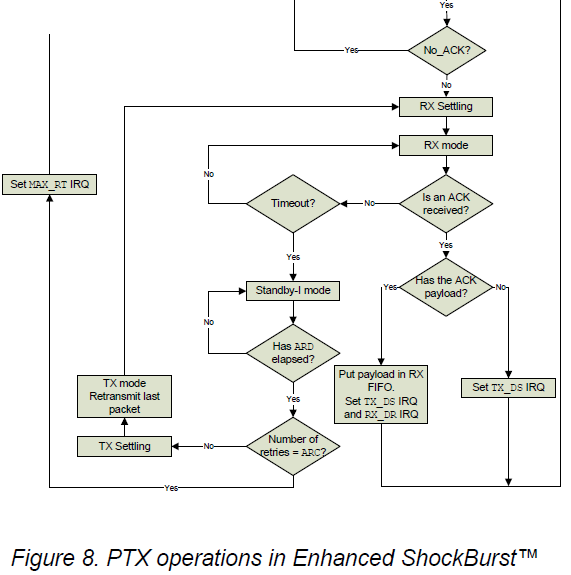 Yes
Yes
No_ACK?
No
RX Settling
RX mode
No
Set MAX_RT IRQ
Timeout?
No
Is an ACK
received?
Yes
Yes
Standby-I mode
Yes
Has the ACK
payload?
No
No
Has ARD
elapsed?
TX mode
Retransmit last
packet
Put payload in RX
FIFO.
Set TX_DS IRQ
and RX_DR IRQ
Set TX_DS IRQ
Yes
TX Settling
No
Number of
retries = ARC?
Yes
Figure 8. PTX operations in Enhanced ShockBurst™